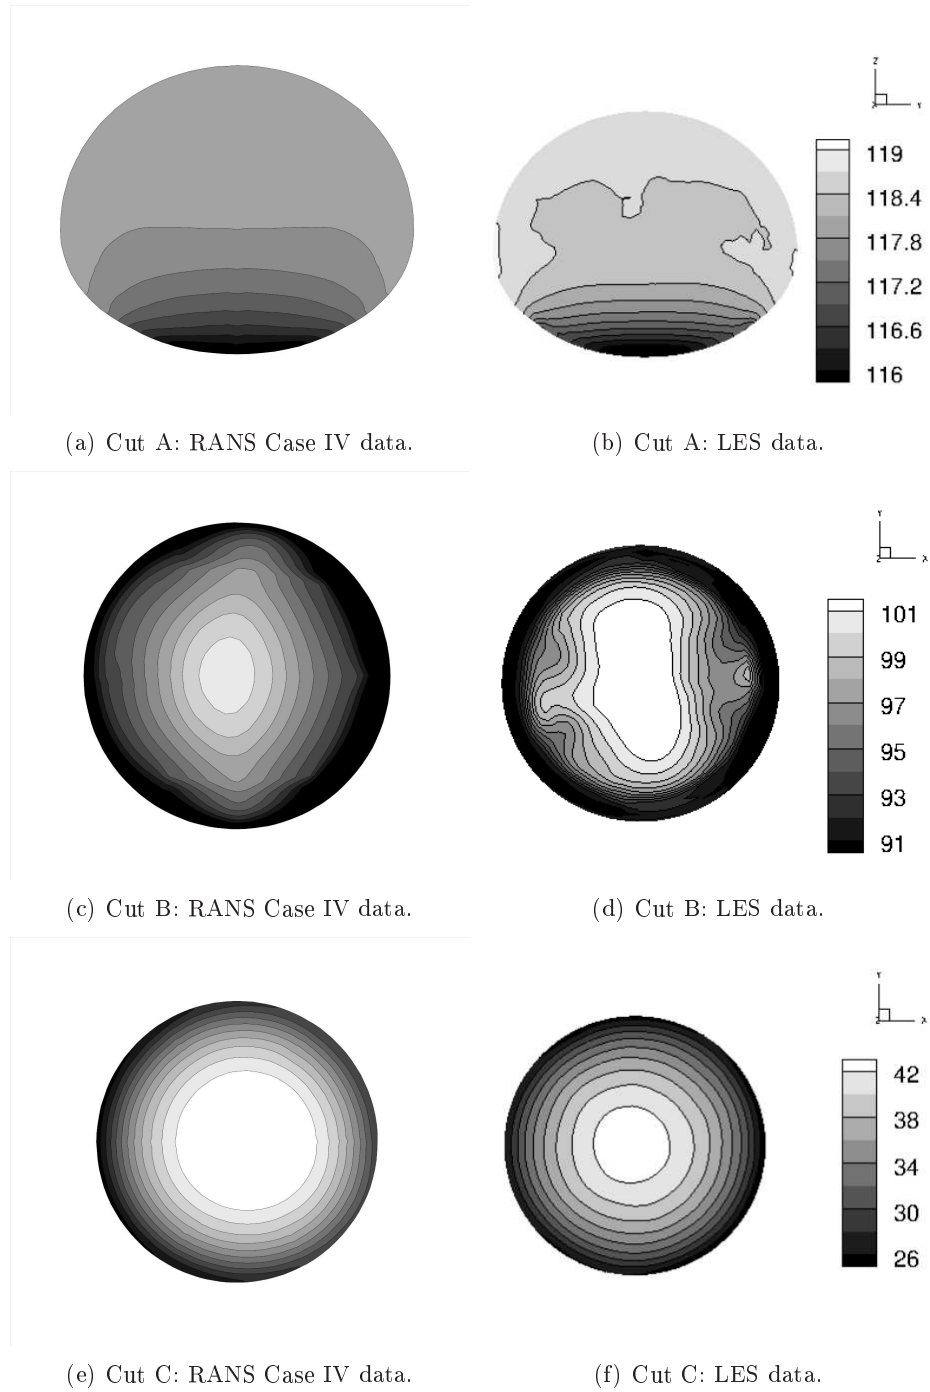 Z
X Y
119
118.4
117.8
117.2
116.6
116
(a) Cut A: RANS Case IV data.
(b) Cut A: LES data.
Y
Z X
101
99
97
95
93
91
(c) Cut B: RANS Case IV data.
(d) Cut B: LES data.
Y
Z X
42
38
34
30
26
(e) Cut C: RANS Case IV data.
(f) Cut C: LES data.